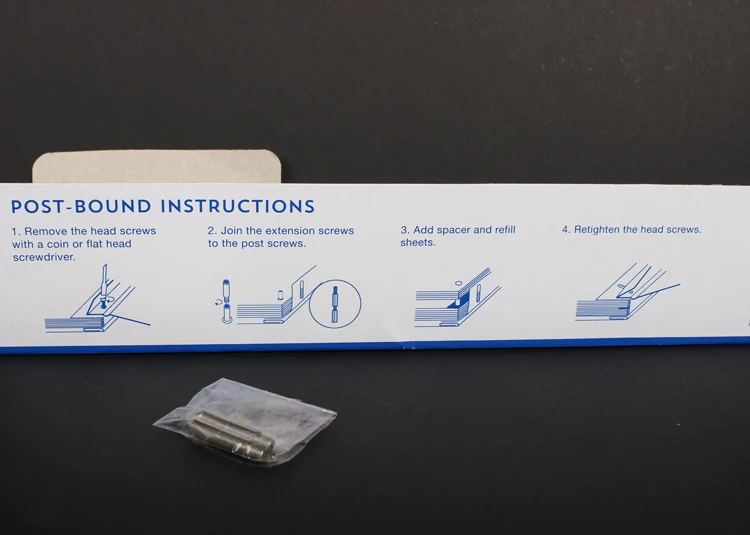 POST-BOUND INSTRUCTIONS
1. Remove the head screws
with a coin or flat head
screwdriver.
2. Join the extension screws
to the post screws.
3. Add spacer and refill
sheets.
4. Retighten the head screws.